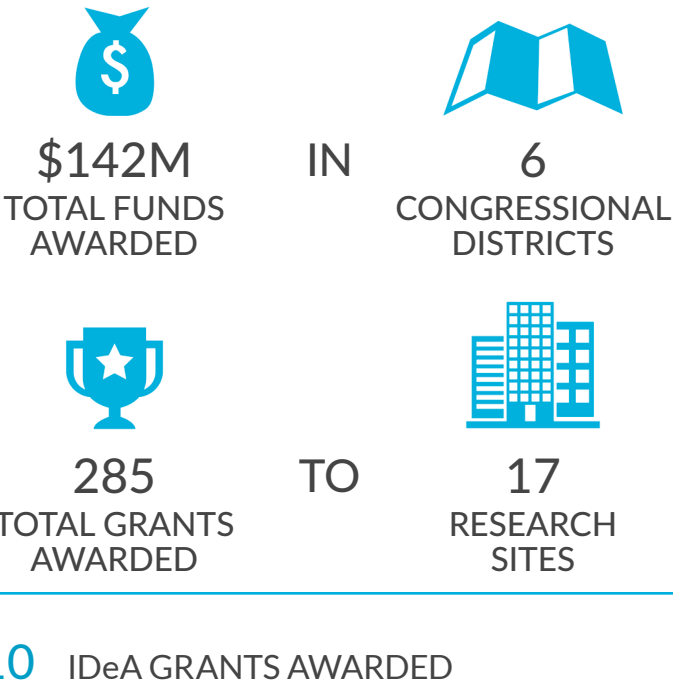 $
$142M IN 6
TOTAL FUNDS CONGRESSIONAL
AWARDED DISTRICTS
285 TO 17
TOTAL GRANTS RESEARCH
AWARDED SITES
IDeA GRANTS AWARDED